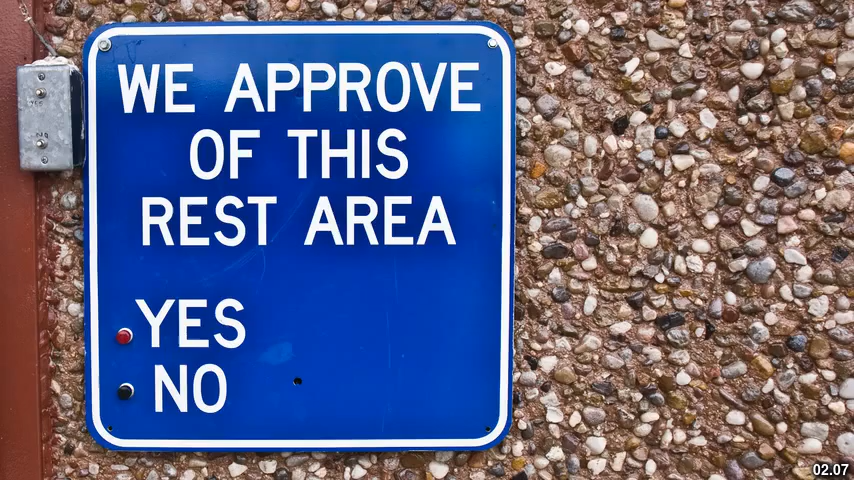 WE APPROVE
OF THIS
REST AREA
YES
NO
02.07